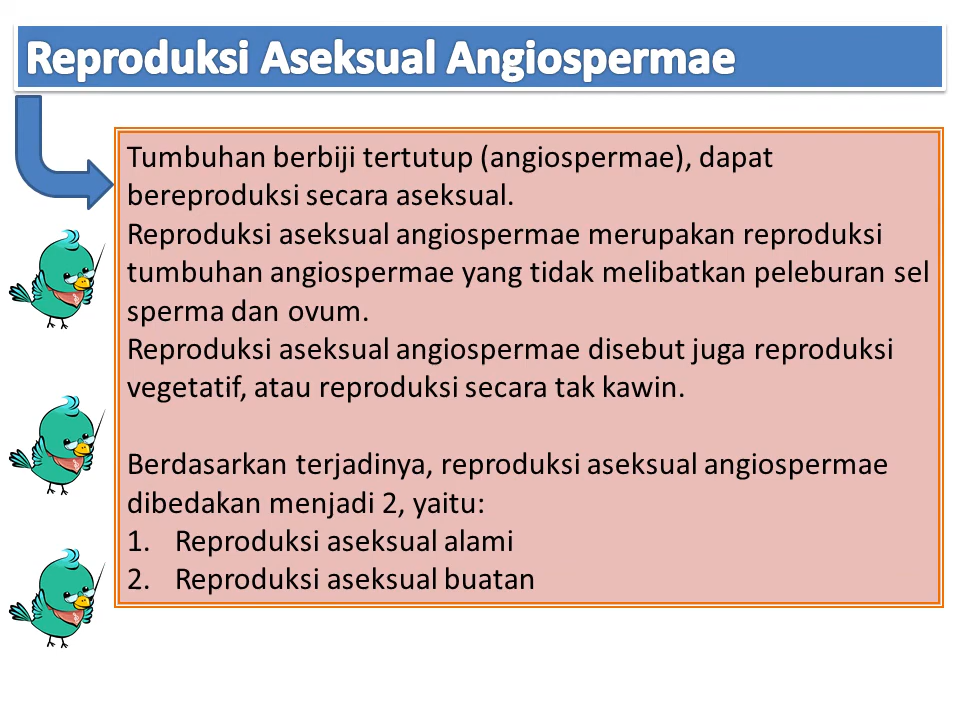 Reproduksi Aseksual Angiospermae
Tumbuhan berbiji tertutup (angiospermae), dapat
bereproduksi secara aseksual.
Reproduksi aseksual angiospermae merupakan reproduksi
tumbuhan angiospermae yang tidak melibatkan peleburan sel
sperma dan ovum.
Reproduksi aseksual angiospermae disebut juga reproduksi
vegetatif, atau reproduksi secara tak kawin.
Berdasarkan terjadinya, reproduksi aseksual angiospermae
dibedakan menjadi 2, yaitu:
1. Reproduksi aseksual alami
2. Reproduksi aseksual buatan